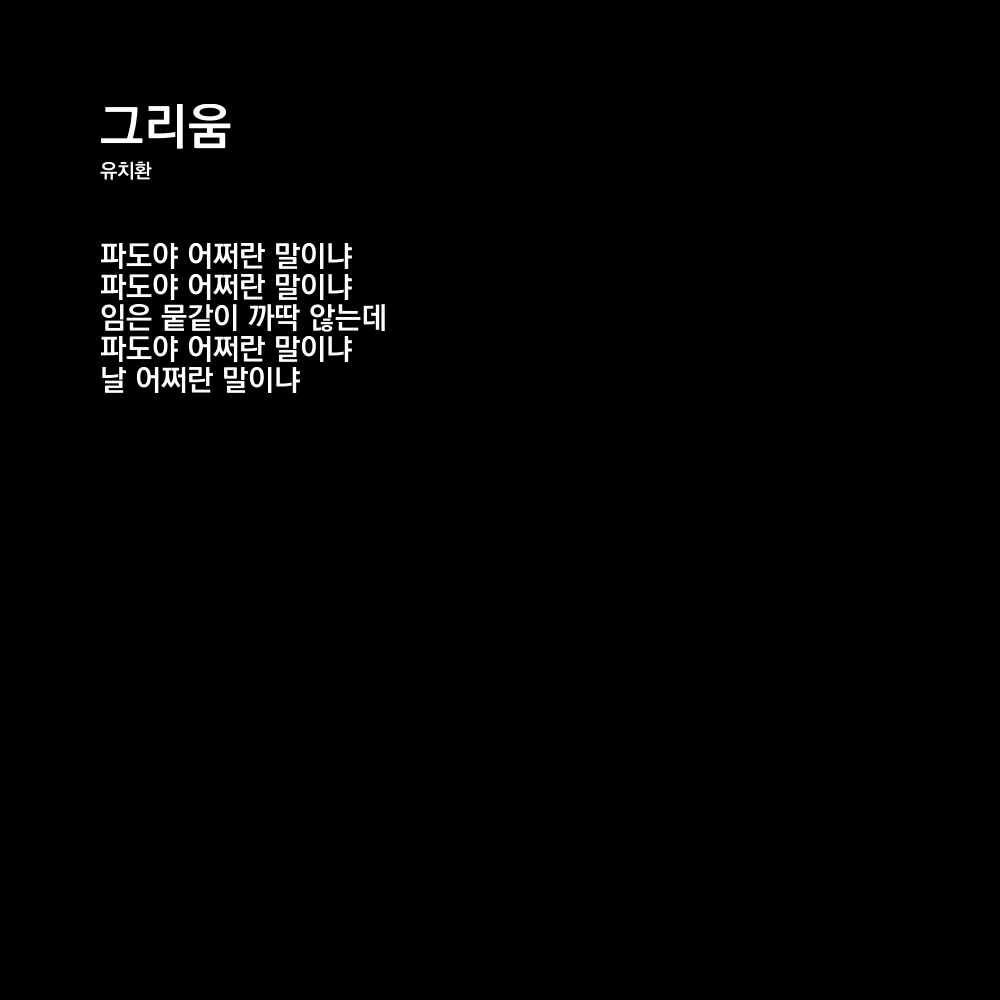 그리움
유치환
파도야 어쩌란 말이냐
파도야 어쩌란 말이냐
임은 뭍같이 까딱 않는데
파도야 어쩌란 말이냐
날 어쩌란 말이냐